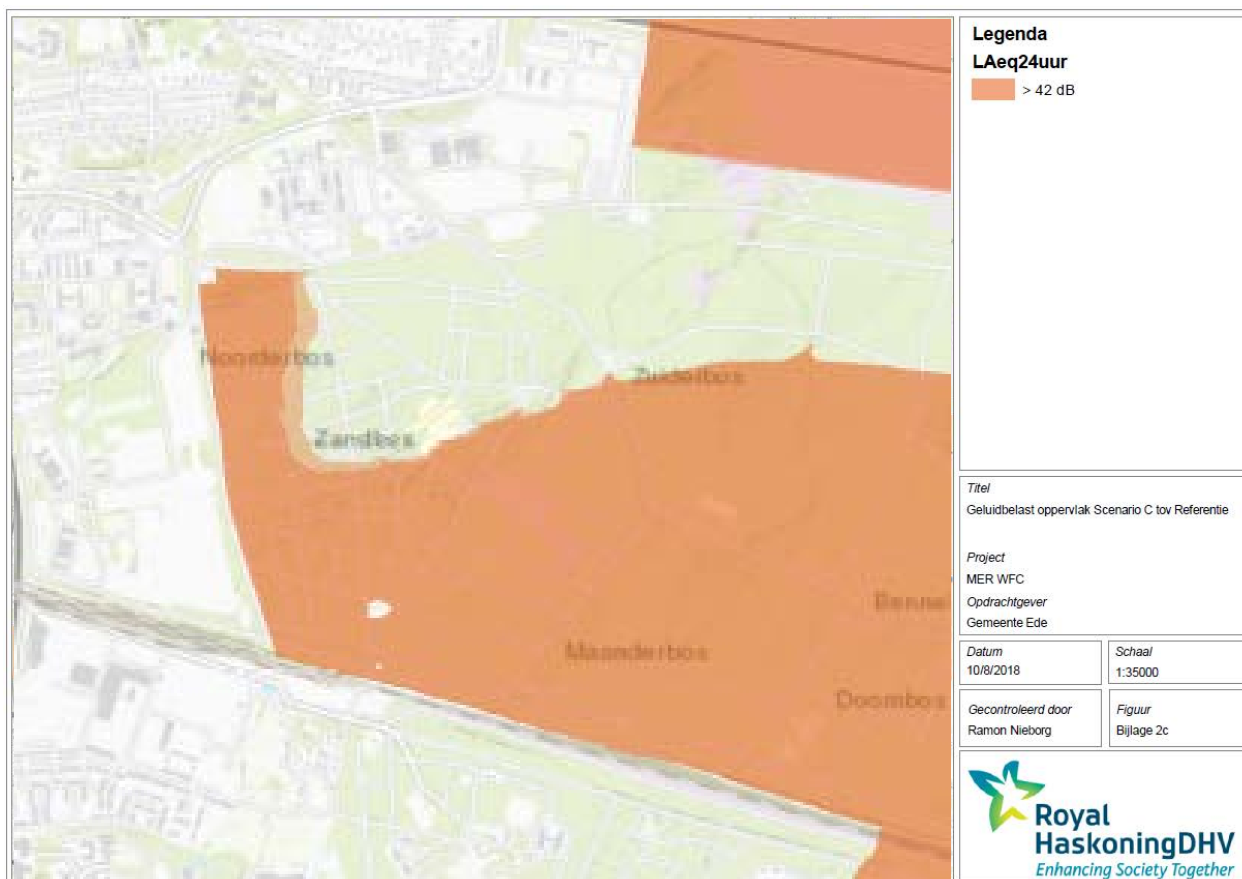 Legenda
LAeq24uur
> 42 dB
Noorderbos
Zandbos
Zuiderbos
Maanderbos
Benne
Doornbos
Titel
Geluidbelast oppervlak Scenario C tov Referentie
Project
MER WFC
Opdrachtgever
Gemeente Ede
Datum
10/8/2018
Schaal
1:35000
Gecontroleerd door
Ramon Nieborg
Figuur
Bijlage 2c
Royal
HaskoningDHV
Enhancing Society Together